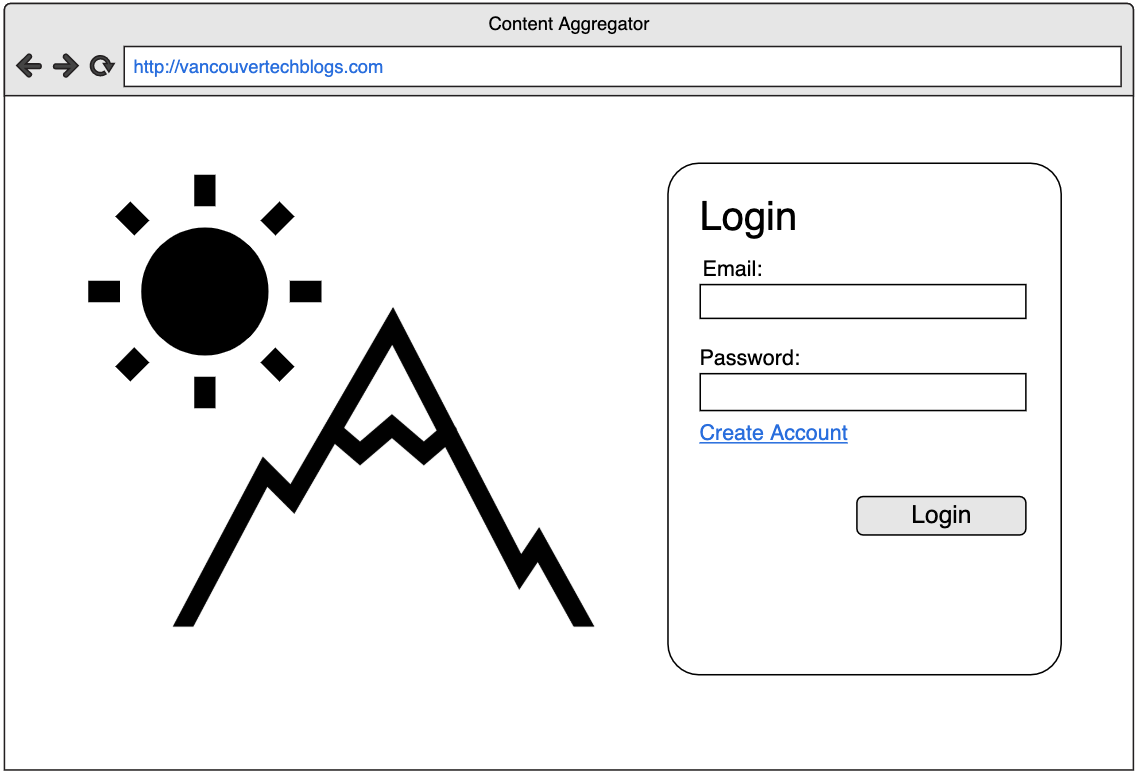 Content Aggregator
http://vancouvertechblogs.com
Login
Email:
Password:
Create Account
Login